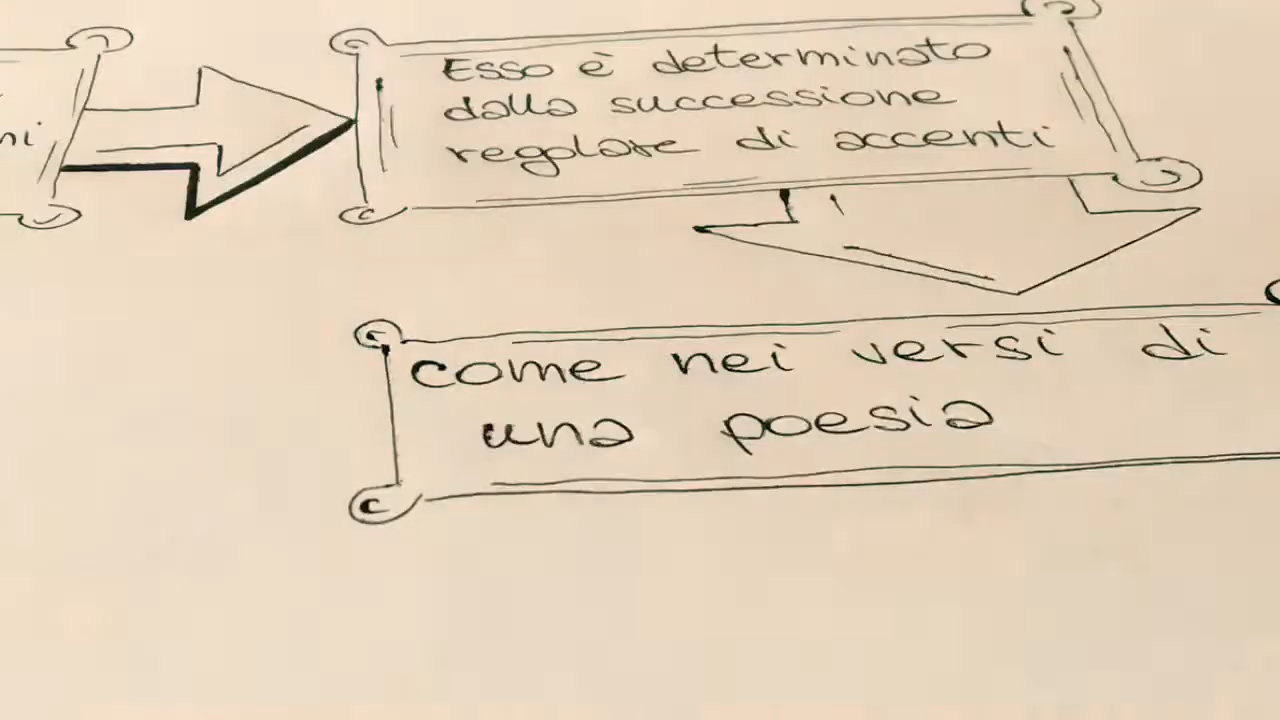 Esso è determinato
dalla successione
regolare di accenti
come nei versi di
una poesia